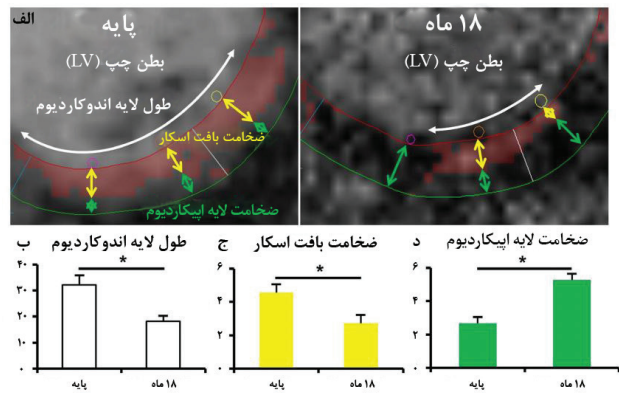 الف
پایه
۱۸ ماه
بطن چپ (LV)
بطن چپ (LV)
طول لایه اندوکاردیوم
ضخامت بافت اسکار
ضخامت لایه اپیکاردیوم
ب
طول لایه اندوکاردیوم
ج
ضخامت بافت اسکار
د
ضخامت لایه اپیکاردیوم
*
*
*
۴۰
۳۰
۲۰
۱۰
۰
۶
۴
۲
۰
۶
۴
۲
۰
پایه
۱۸ ماه
پایه
۱۸ ماه
پایه
۱۸ ماه